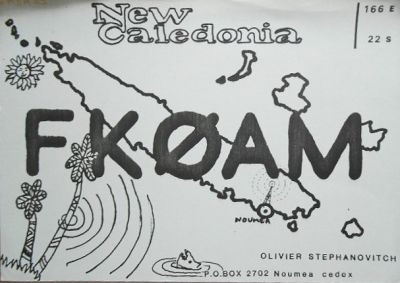 New
Caledonia
166 E
22 S
FKØAM
NOUMEA
OLIVIER STEPHANOVITCH
P.O.BOX 2702 Noumea cedex